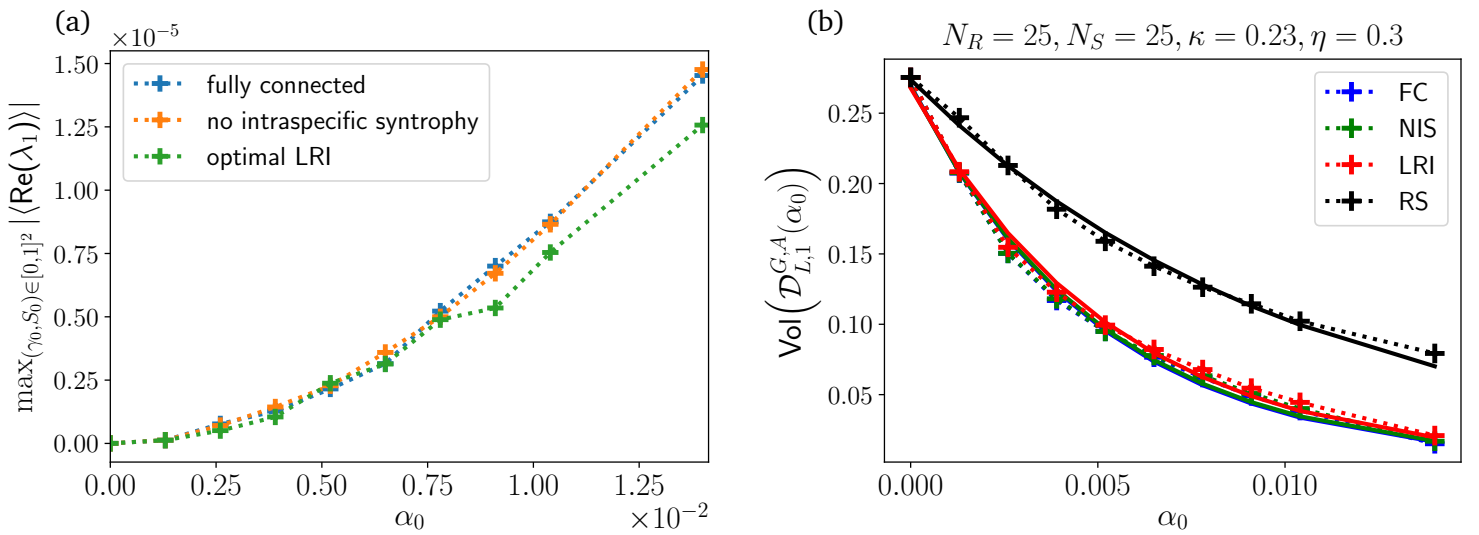 (a)
×10⁻⁵
1.50
1.25
1.00
0.75
0.50
0.25
0.00
max(γ₀,S₀)∈[0,1]² |⟨Re(λ₁)⟩|
fully connected
no intraspecific syntrophy
optimal LRI
0.00 0.25 0.50 0.75 1.00 1.25
×10⁻²
α₀
(b)
N_R = 25, N_S = 25, κ = 0.23, η = 0.3
0.25
0.20
0.15
0.10
0.05
Vol(𝒟_{L,1}^{G,A}(α₀))
FC
NIS
LRI
RS
0.000 0.005 0.010
α₀